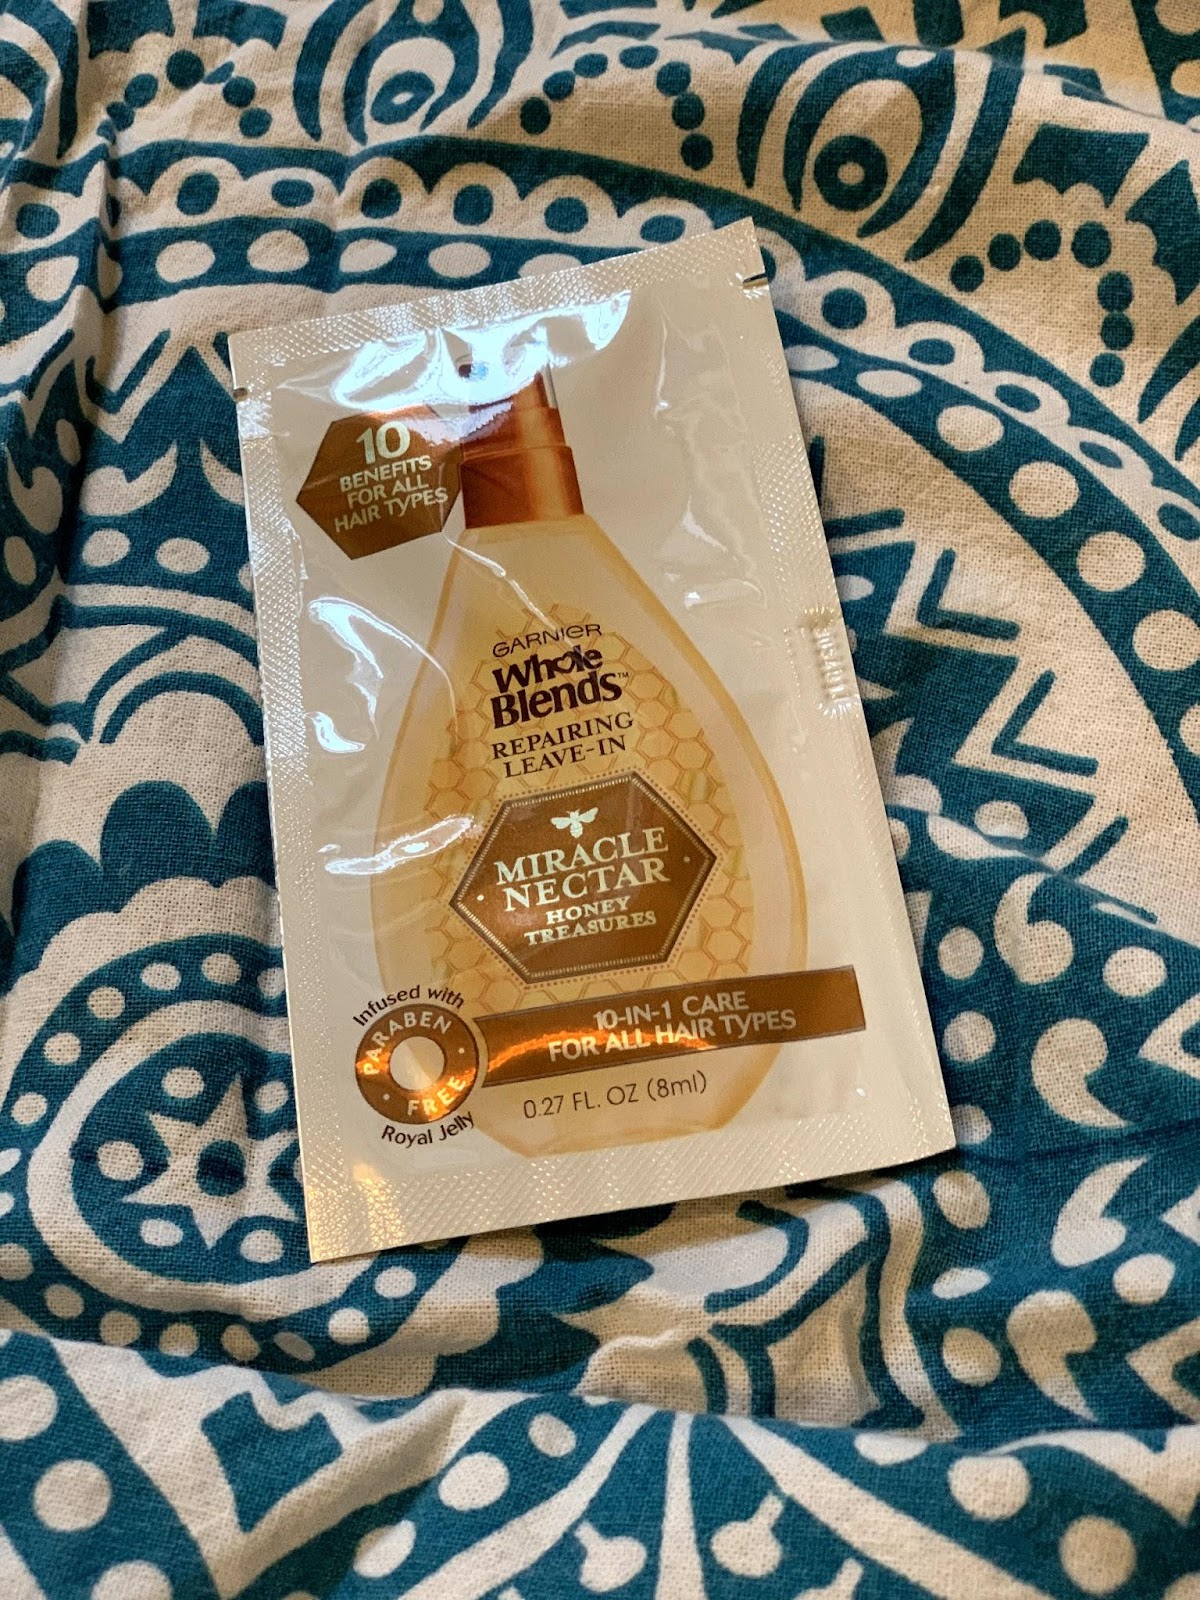 10
BENEFITS
FOR ALL
HAIR TYPES
GARNIER
Whole
Blends™
REPAIRING
LEAVE-IN
MIRACLE
NECTAR
HONEY
TREASURES
10-IN-1 CARE
FOR ALL HAIR TYPES
Infused with
PARABEN
FREE
Royal Jelly
0.27 FL. OZ (8ml)